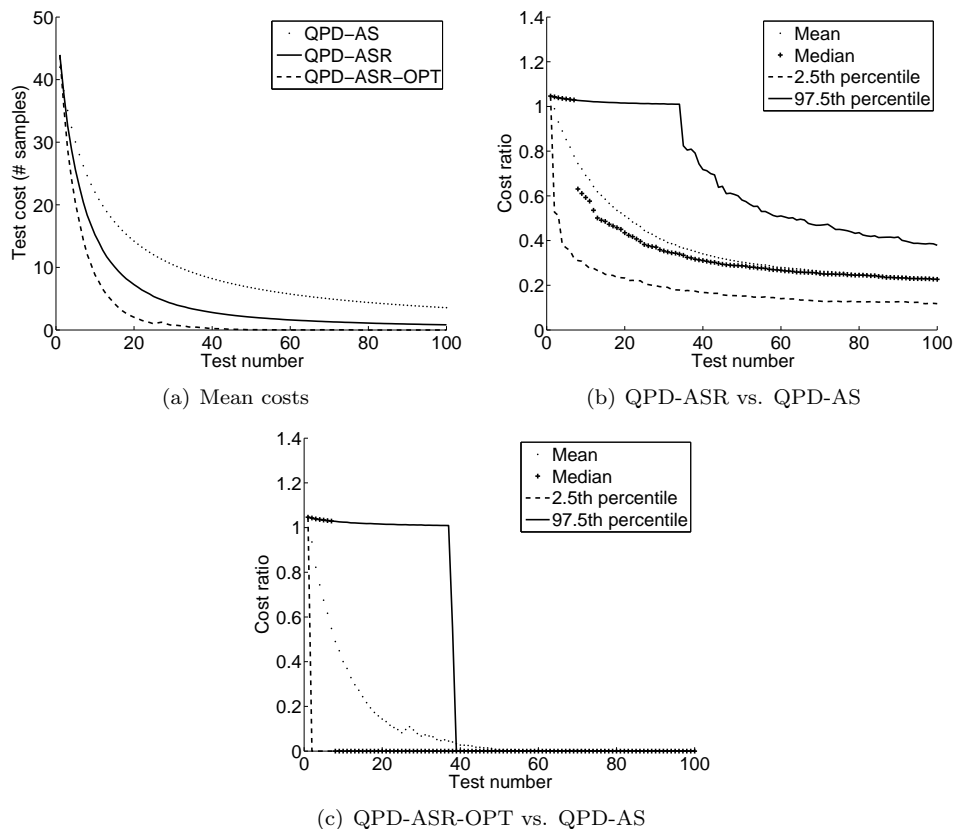 50
40
30
20
10
0
Test cost (# samples)
0 20 40 60 80 100
Test number
QPD−AS
QPD−ASR
QPD−ASR−OPT
(a) Mean costs
1.4
1.2
1
0.8
0.6
0.4
0.2
0
Cost ratio
0 20 40 60 80 100
Test number
Mean
Median
2.5th percentile
97.5th percentile
(b) QPD-ASR vs. QPD-AS
1.4
1.2
1
0.8
0.6
0.4
0.2
0
Cost ratio
0 20 40 60 80 100
Test number
Mean
Median
2.5th percentile
97.5th percentile
(c) QPD-ASR-OPT vs. QPD-AS